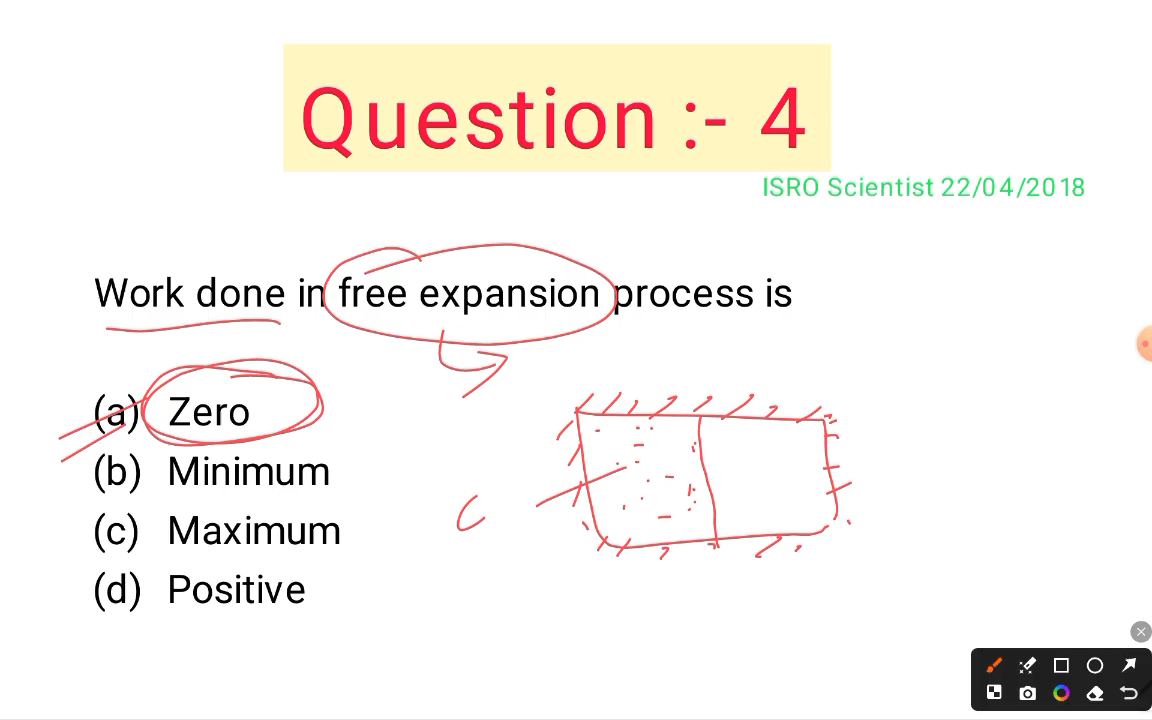 Question :- 4
ISRO Scientist 22/04/2018
Work done in free expansion process is
(a) Zero
(b) Minimum
(c) Maximum
(d) Positive